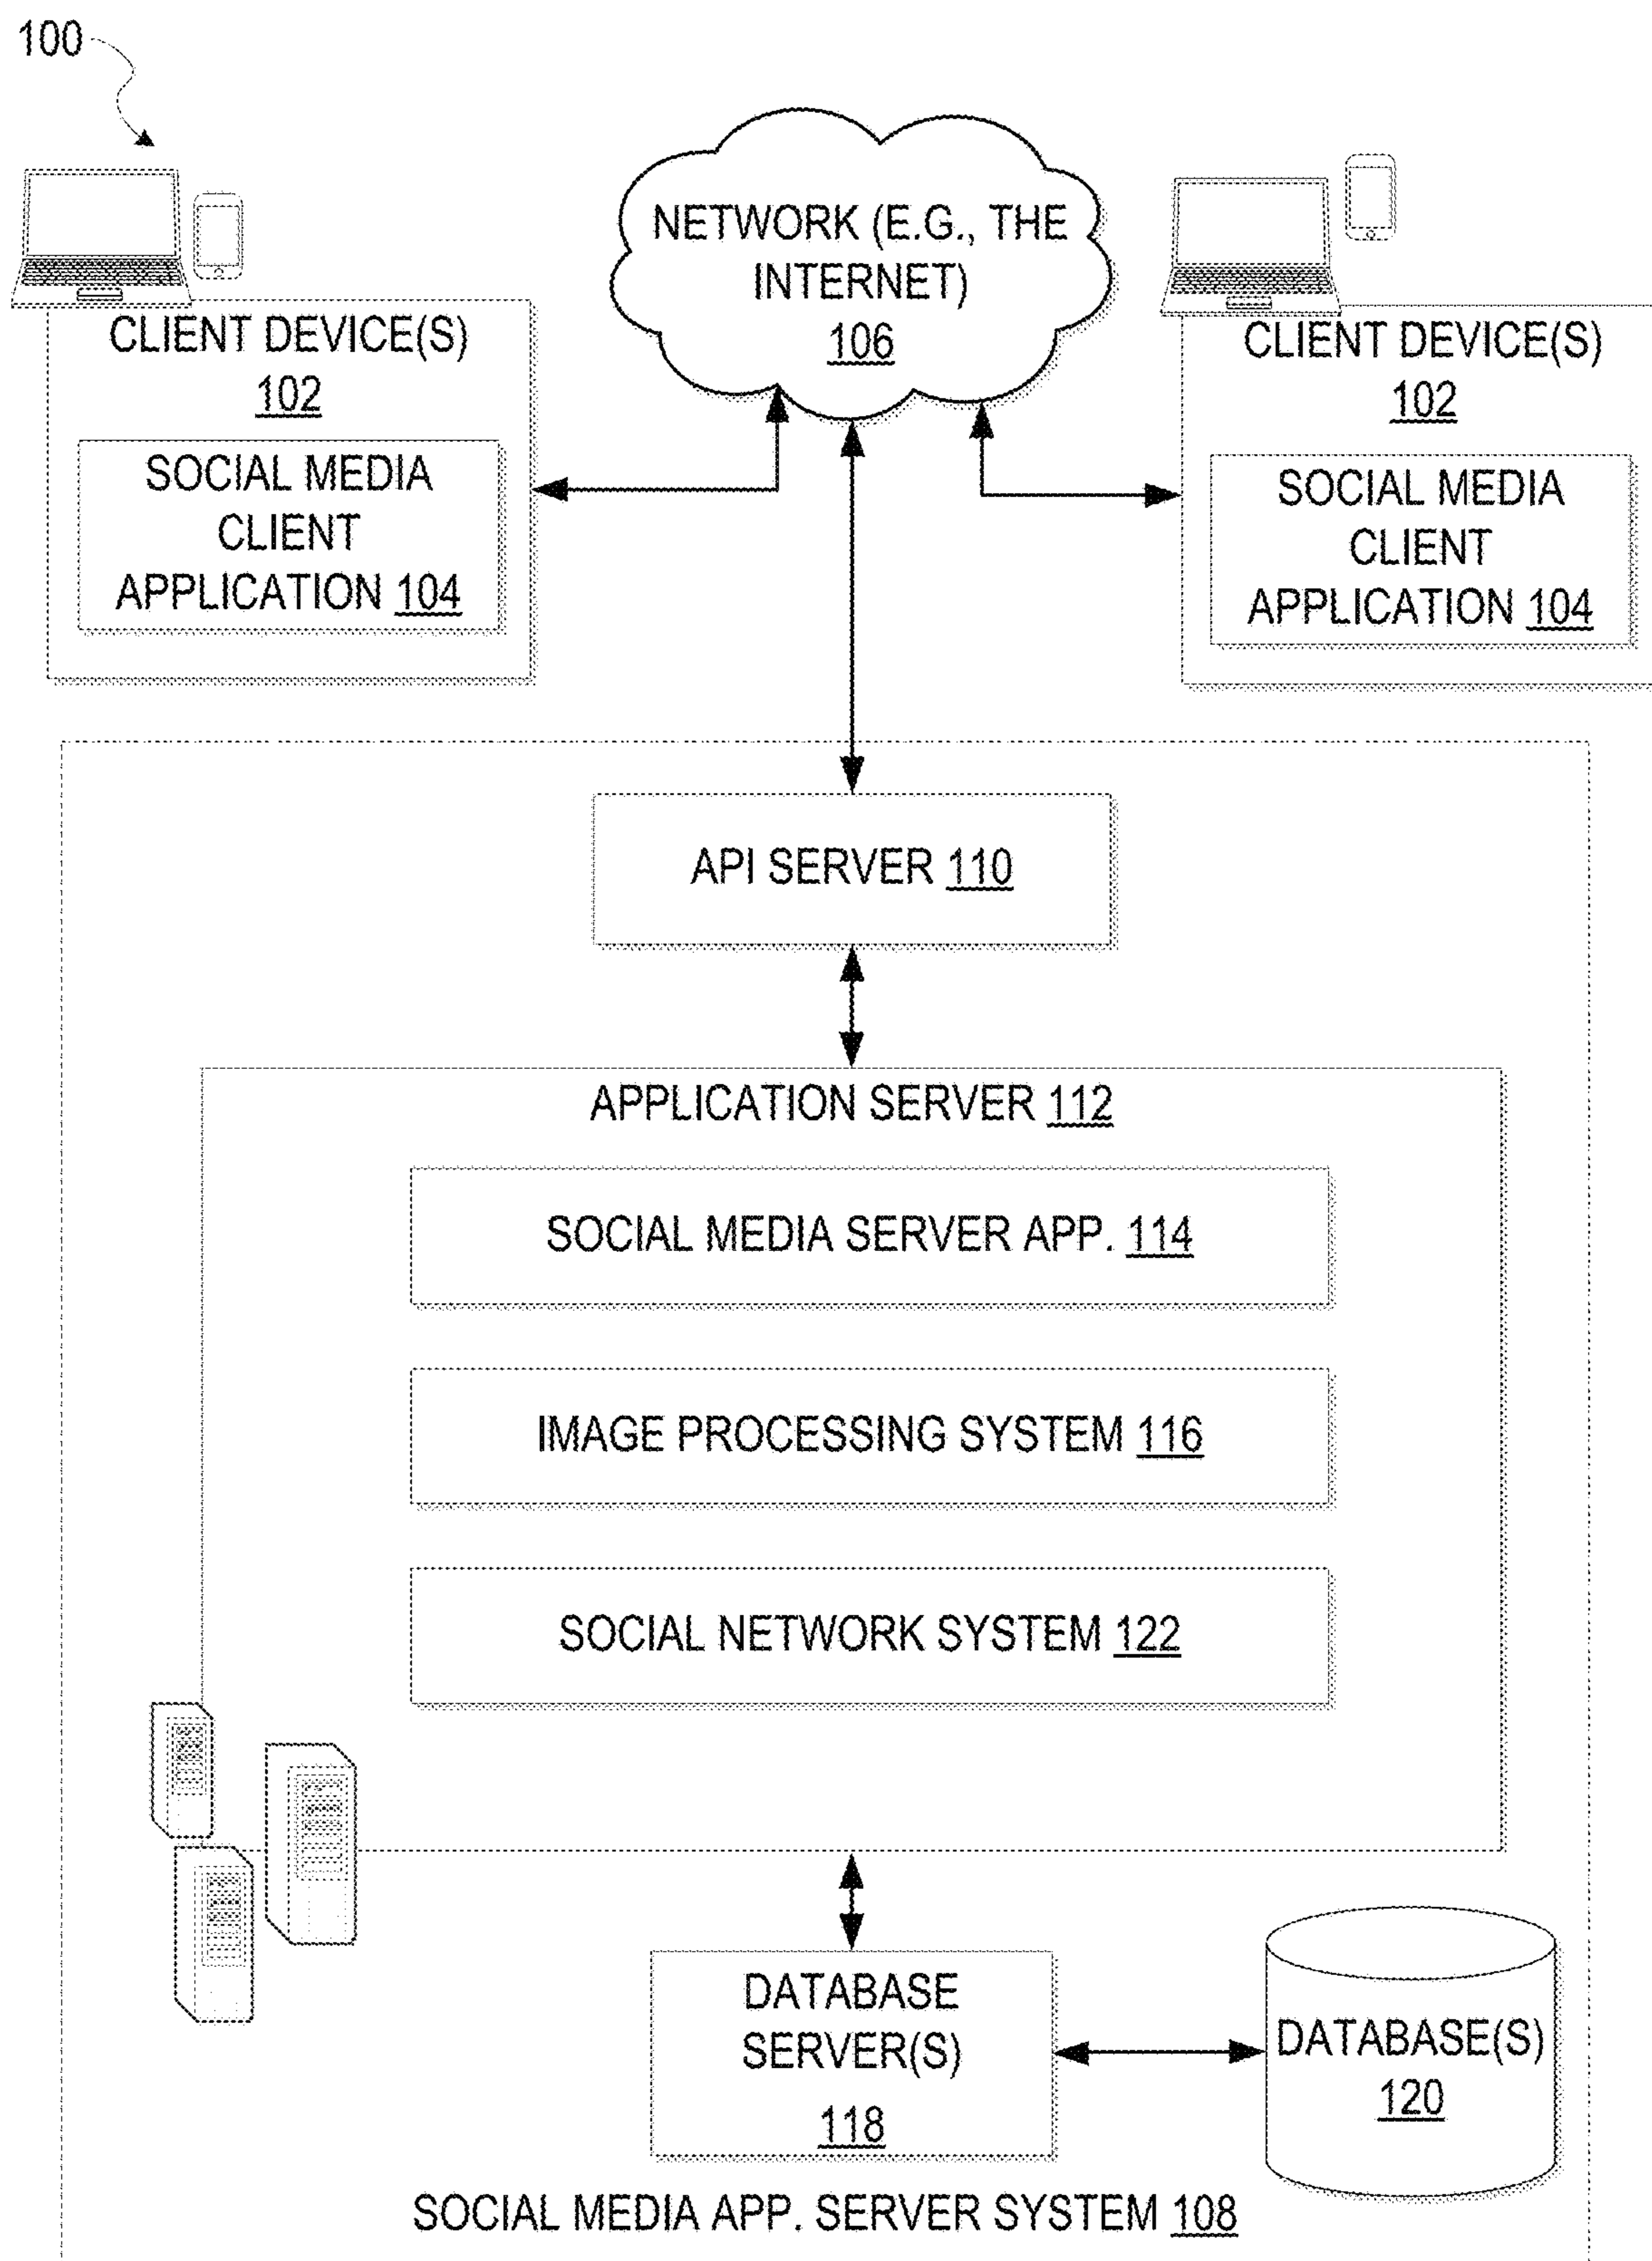 100
NETWORK (E.G., THE
INTERNET)
106
CLIENT DEVICE(S)
102
SOCIAL MEDIA
CLIENT
APPLICATION 104
CLIENT DEVICE(S)
102
SOCIAL MEDIA
CLIENT
APPLICATION 104
API SERVER 110
APPLICATION SERVER 112
SOCIAL MEDIA SERVER APP. 114
IMAGE PROCESSING SYSTEM 116
SOCIAL NETWORK SYSTEM 122
DATABASE
SERVER(S)
118
DATABASE(S)
120
SOCIAL MEDIA APP. SERVER SYSTEM 108